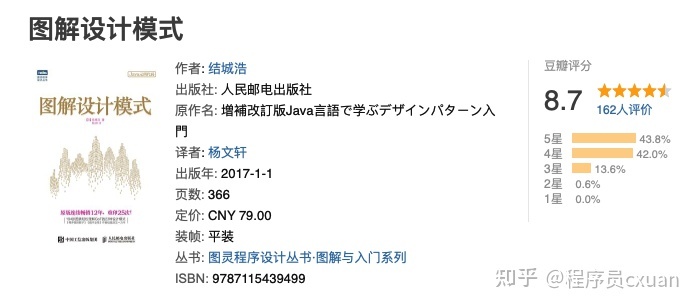 图解设计模式
图解设计模式
作者: 结城浩
出版社: 人民邮电出版社
原作名: 增補改訂版Java言語で学ぶデザインパターン入
門
译者: 杨文轩
出版年: 2017-1-1
页数: 366
定价: CNY 79.00
装帧: 平装
丛书: 图灵程序设计丛书·图解与入门系列
ISBN: 9787115439499
豆瓣评分
8.7
162人评价
5星 43.8%
4星 42.0%
3星 13.6%
2星 0.6%
1星 0.0%
知乎 @程序员cxuan